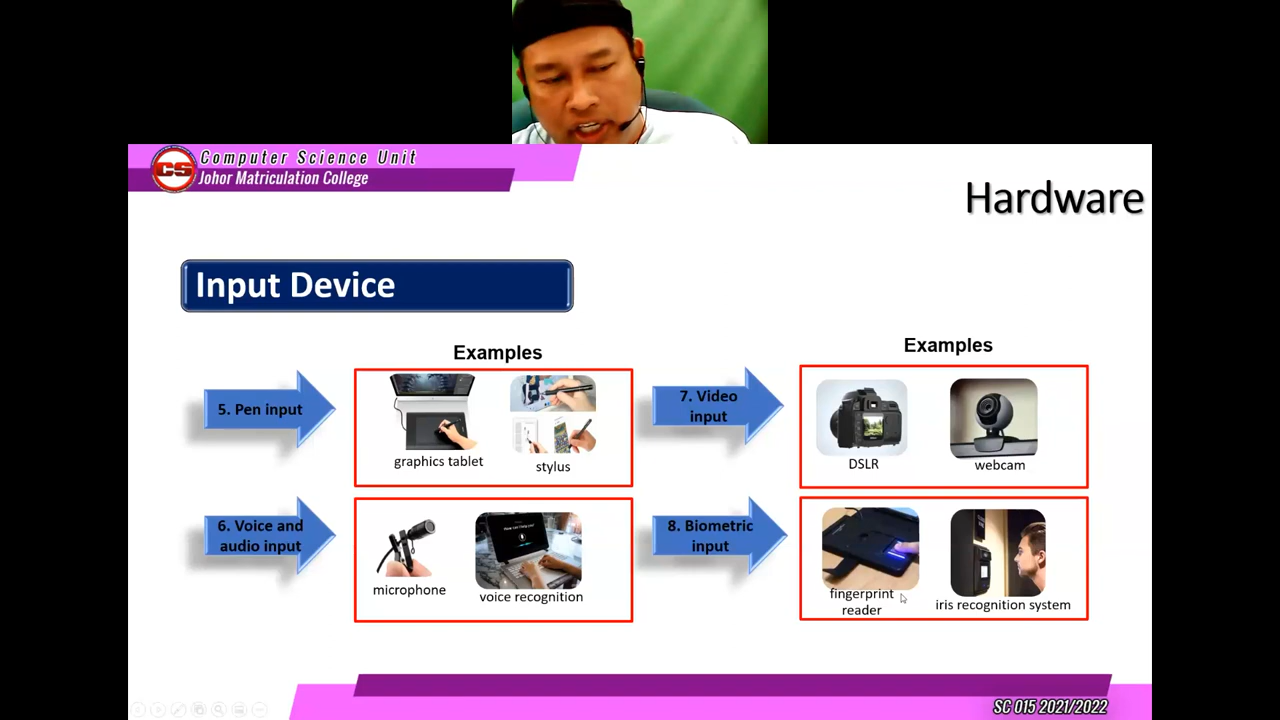 CS
Computer Science Unit
Johor Matriculation College
Hardware
Input Device
Examples
Examples
5. Pen input
graphics tablet
stylus
7. Video
input
DSLR
webcam
6. Voice and
audio input
microphone
voice recognition
8. Biometric
input
fingerprint
reader
iris recognition system
SC 015 2021/2022